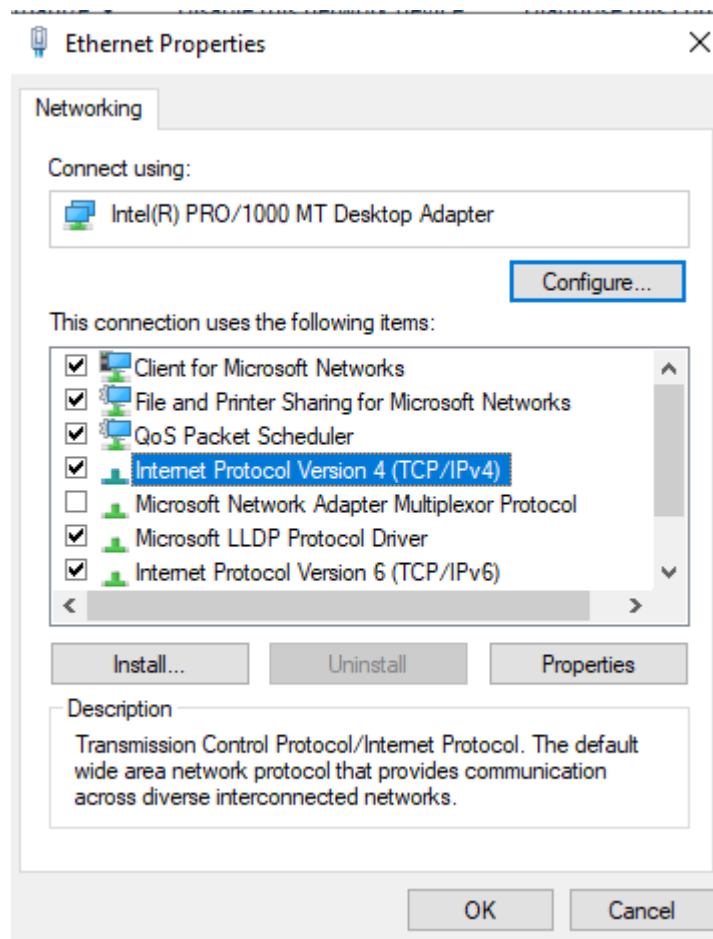 Disable this network device
Ethernet Properties
Networking
Connect using:
Intel(R) PRO/1000 MT Desktop Adapter
Configure...
This connection uses the following items:
Client for Microsoft Networks
File and Printer Sharing for Microsoft Networks
QoS Packet Scheduler
Internet Protocol Version 4 (TCP/IPv4)
Microsoft Network Adapter Multiplexor Protocol
Microsoft LLDP Protocol Driver
Internet Protocol Version 6 (TCP/IPv6)
Install... Uninstall Properties
Description
Transmission Control Protocol/Internet Protocol. The default
wide area network protocol that provides communication
across diverse interconnected networks.
OK Cancel